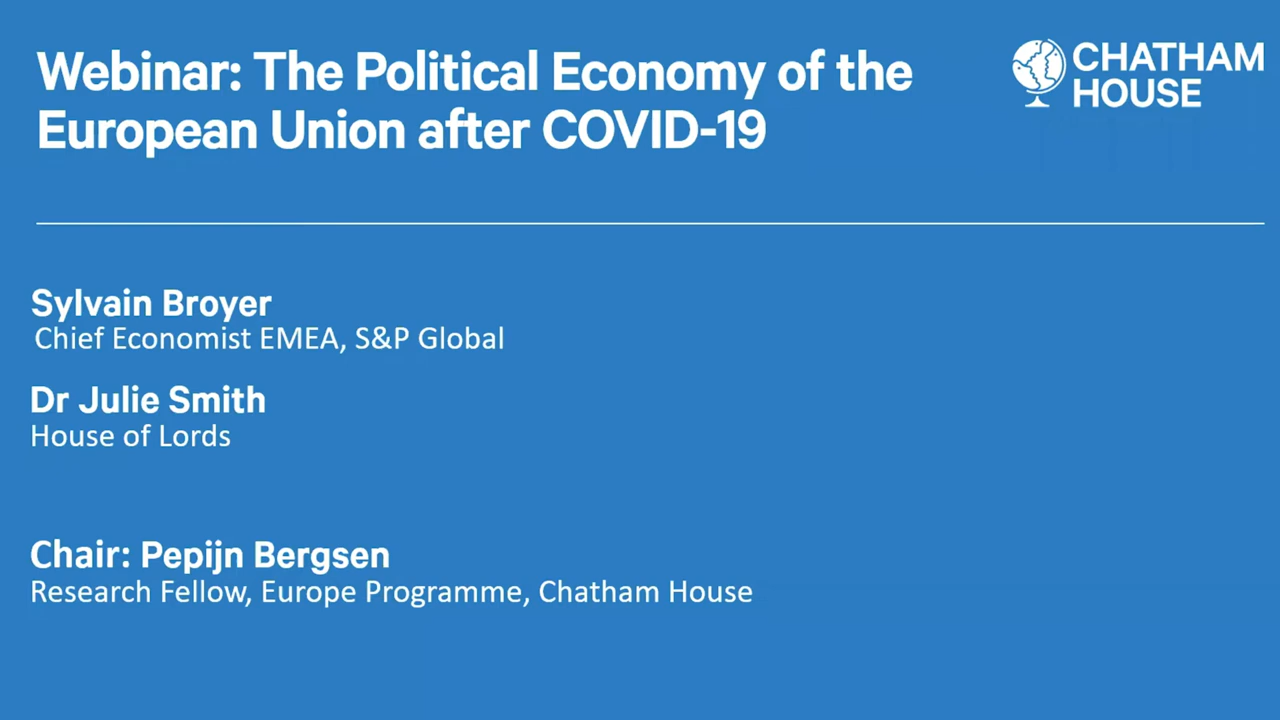 Webinar: The Political Economy of the
European Union after COVID-19
CHATHAM
HOUSE
Sylvain Broyer
Chief Economist EMEA, S&P Global
Dr Julie Smith
House of Lords
Chair: Pepijn Bergsen
Research Fellow, Europe Programme, Chatham House